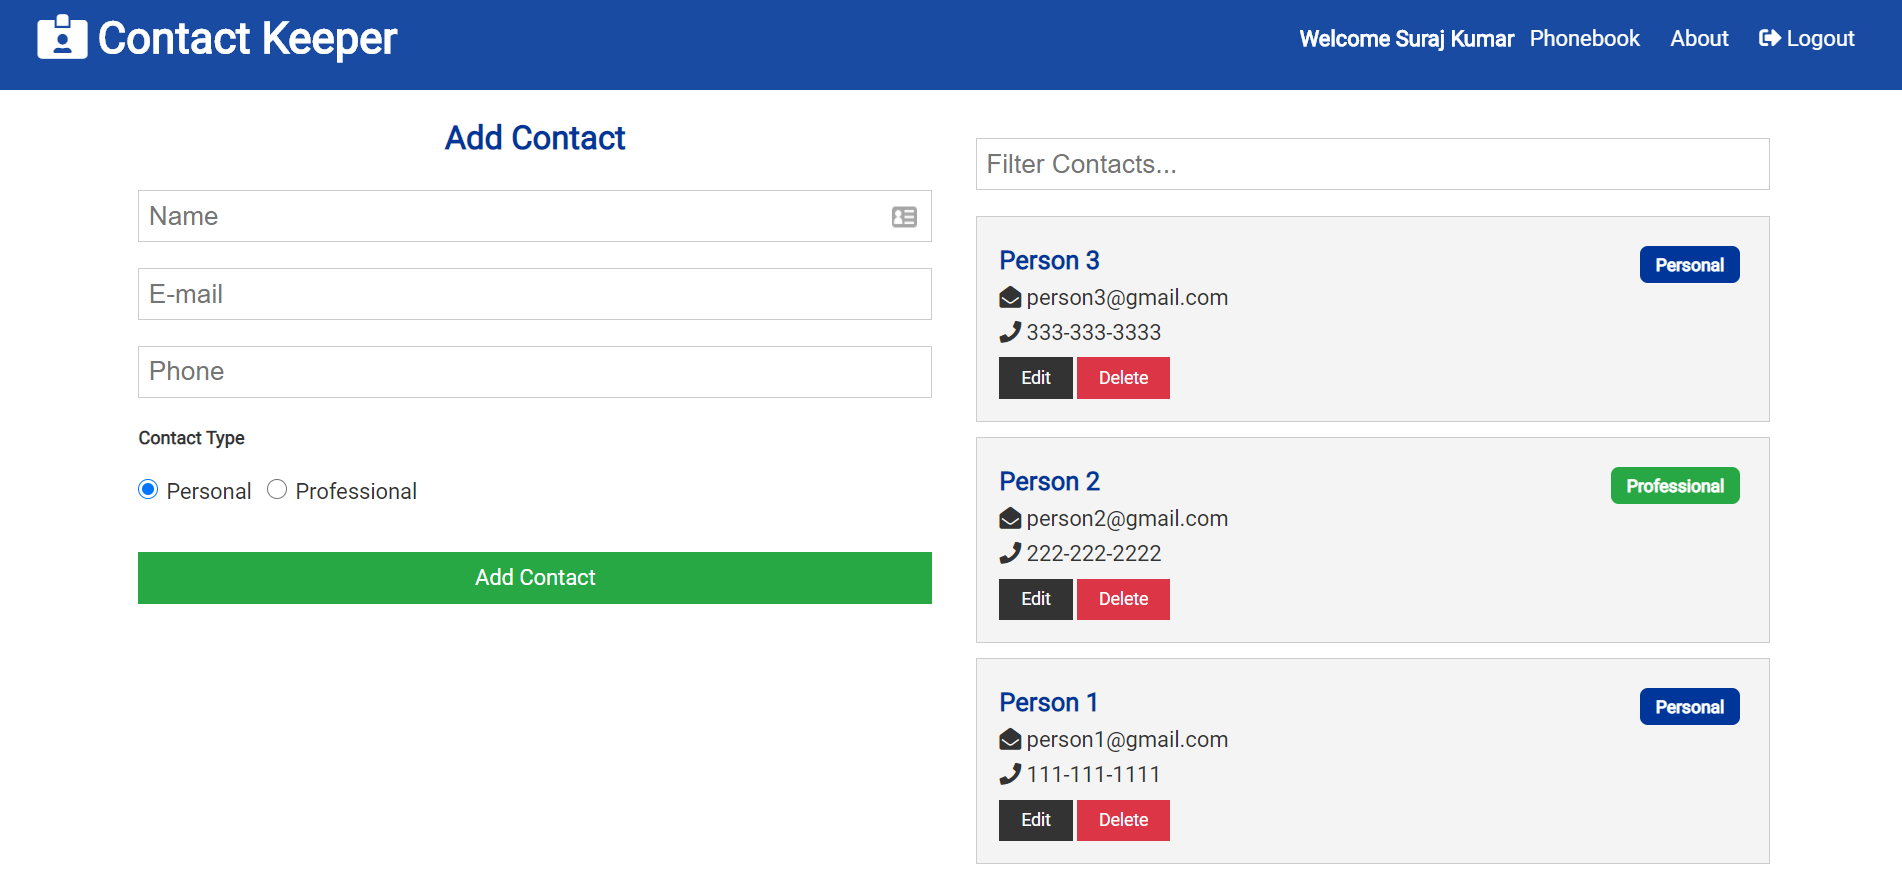 Contact Keeper
Welcome Suraj Kumar Phonebook About Logout
Add Contact
Name
E-mail
Phone
Contact Type
Personal Professional
Add Contact
Filter Contacts...
Person 3 Personal
person3@gmail.com
333-333-3333
Edit Delete
Person 2 Professional
person2@gmail.com
222-222-2222
Edit Delete
Person 1 Personal
person1@gmail.com
111-111-1111
Edit Delete